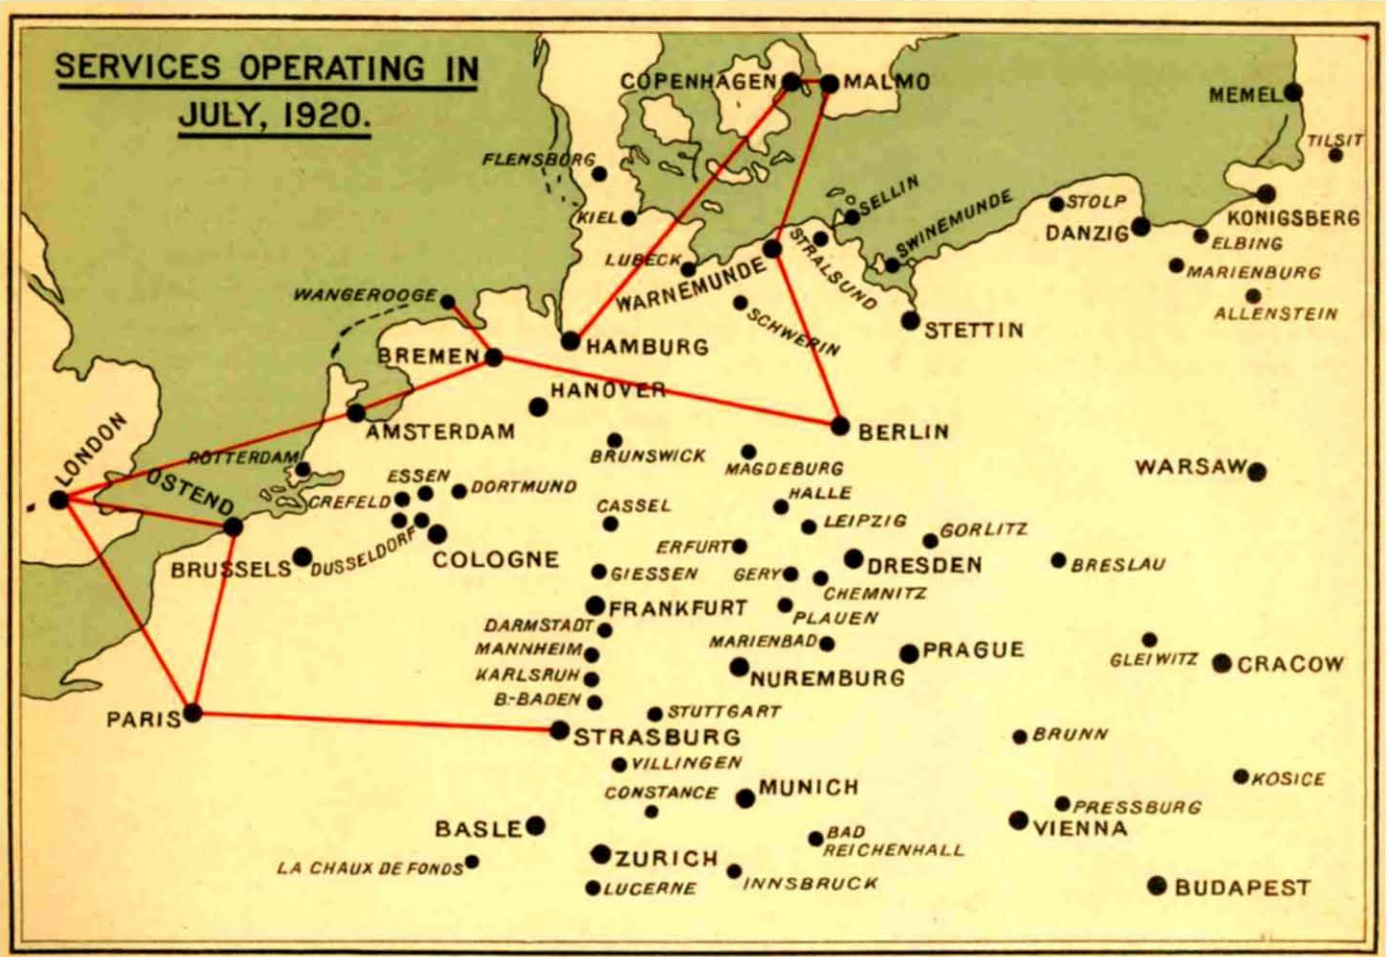 SERVICES OPERATING IN
JULY, 1920.
COPENHAGEN
MALMO
MEMEL
TILSIT
FLENSBORG
KIEL
SELLIN
SWINEMUNDE
STOLP
DANZIG
KONIGSBERG
ELBING
MARIENBURG
ALLENSTEIN
LUBECK
WARNEMUNDE
STRALSUND
SCHWERIN
STETTIN
WANGEROOGE
BREMEN
HAMBURG
HANOVER
AMSTERDAM
BERLIN
LONDON
ROTTERDAM
OSTEND
ESSEN
CREFELD
DORTMUND
BRUNSWICK
MAGDEBURG
WARSAW
HALLE
CASSEL
LEIPZIG
GORLITZ
BRUSSELS
DUSSELDORF
COLOGNE
ERFURT
DRESDEN
BRESLAU
GIESSEN
GERY
CHEMNITZ
FRANKFURT
PLAUEN
DARMSTADT
MARIENBAD
MANNHEIM
PRAGUE
GLEIWITZ
CRACOW
KARLSRUH
NUREMBURG
B-BADEN
STUTTGART
PARIS
STRASBURG
BRUNN
VILLINGEN
KOSICE
CONSTANCE
MUNICH
PRESSBURG
BASLE
VIENNA
BAD
REICHENHALL
LA CHAUX DE FONDS
ZURICH
INNSBRUCK
LUCERNE
BUDAPEST